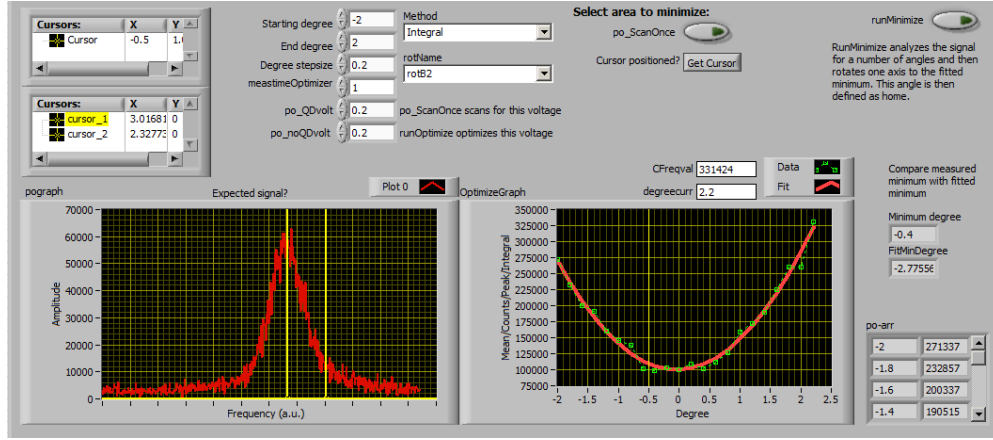 Cursors: X Y
Cursor -0.5 1.
Cursors: X Y
cursor_1 3.01681 0
cursor_2 2.32773 0
Starting degree -2
End degree 2
Degree stepsize 0.2
meastimeOptimizer 1
po_QDvolt 0.2 po_ScanOnce scans for this voltage
po_noQDvolt 0.2 runOptimize optimizes this voltage
Method
Integral
rotName
rotB2
Select area to minimize:
po_ScanOnce
Cursor positioned? Get Cursor
runMinimize
RunMinimize analyzes the signal
for a number of angles and then
rotates one axis to the fitted
minimum. This angle is then
defined as home.
pograph Expected signal? Plot 0
70000
60000
50000
40000
30000
20000
10000
0
Amplitude
Frequency (a.u.)
CFreqval 331424
degreecurr 2.2
Data
Fit
OptimizeGraph
350000
325000
300000
275000
250000
225000
200000
175000
150000
125000
100000
75000
Mean/Counts/Peak/Integral
-2 -1.5 -1 -0.5 0 0.5 1 1.5 2 2.5
Degree
Compare measured
minimum with fitted
minimum
Minimum degree
-0.4
FitMinDegree
-2.7755
po-arr
-2 271337
-1.8 232857
-1.6 200337
-1.4 190515